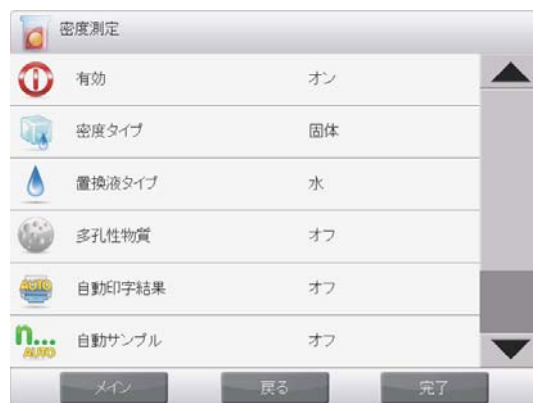 密度測定
有効 オン
密度タイプ 固体
置換液タイプ 水
多孔性物質 オフ
AUTO 自動印字結果 オフ
n... AUTO 自動サンプル オフ
メイン 戻る 完了